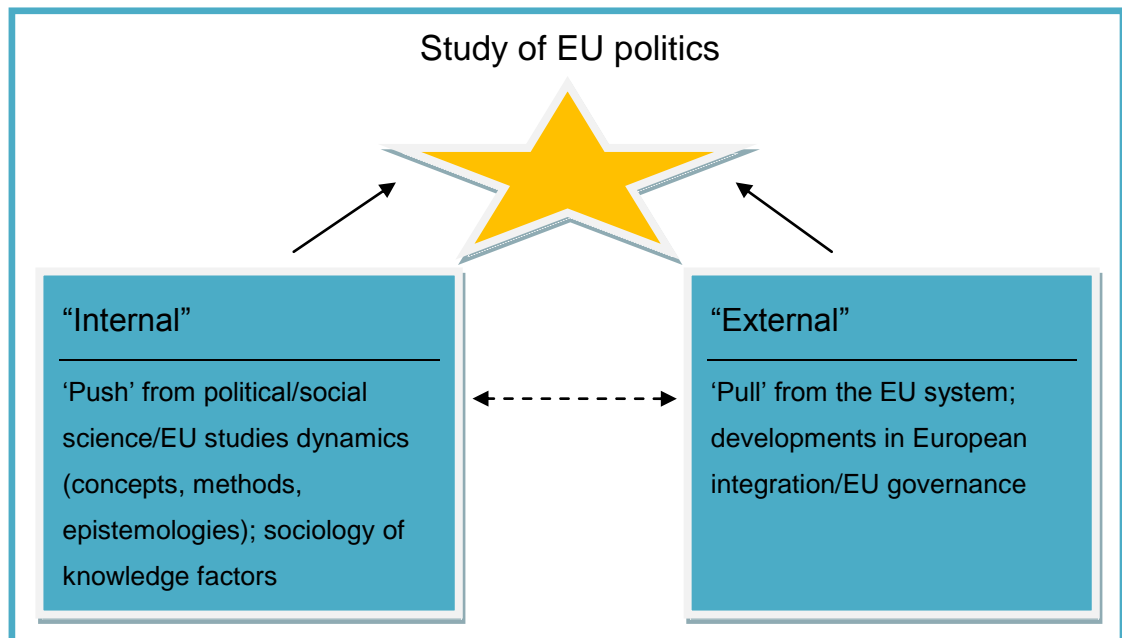 Study of EU politics
“Internal”
‘Push’ from political/social
science/EU studies dynamics
(concepts, methods,
epistemologies); sociology of
knowledge factors
“External”
‘Pull’ from the EU system;
developments in European
integration/EU governance